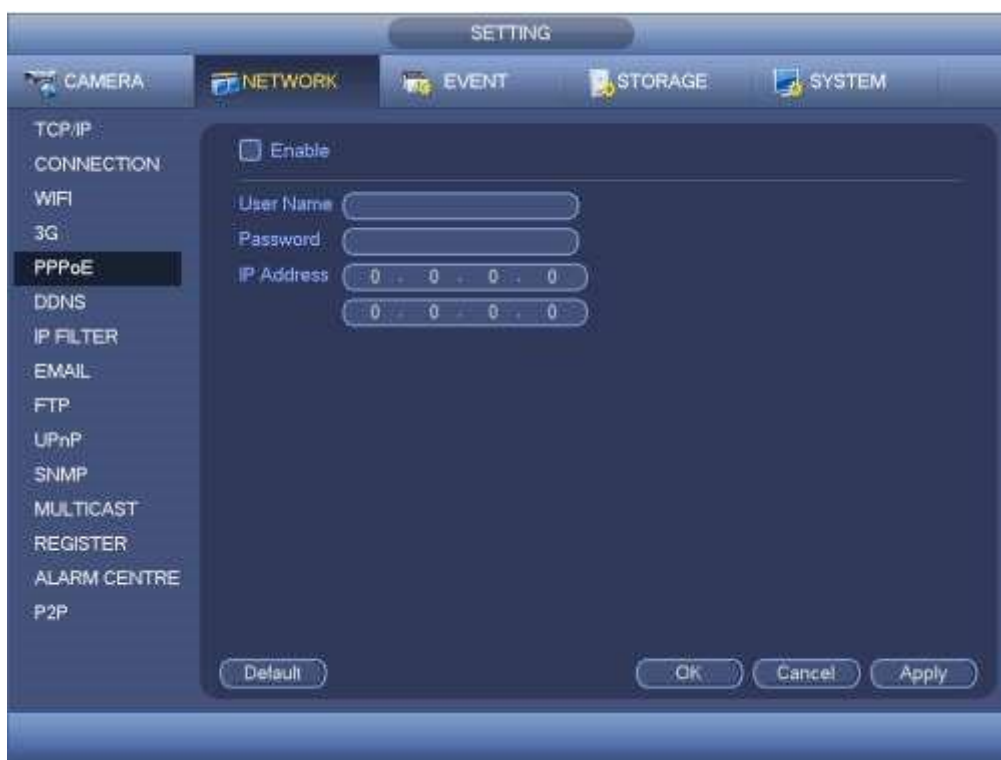 SETTING
CAMERA NETWORK EVENT STORAGE SYSTEM
TCP/IP
CONNECTION
WIFI
3G
PPPoE
DDNS
IP FILTER
EMAIL
FTP
UPnP
SNMP
MULTICAST
REGISTER
ALARM CENTRE
P2P
Enable
User Name
Password
IP Address 0 . 0 . 0 . 0
0 . 0 . 0 . 0
Default OK Cancel Apply